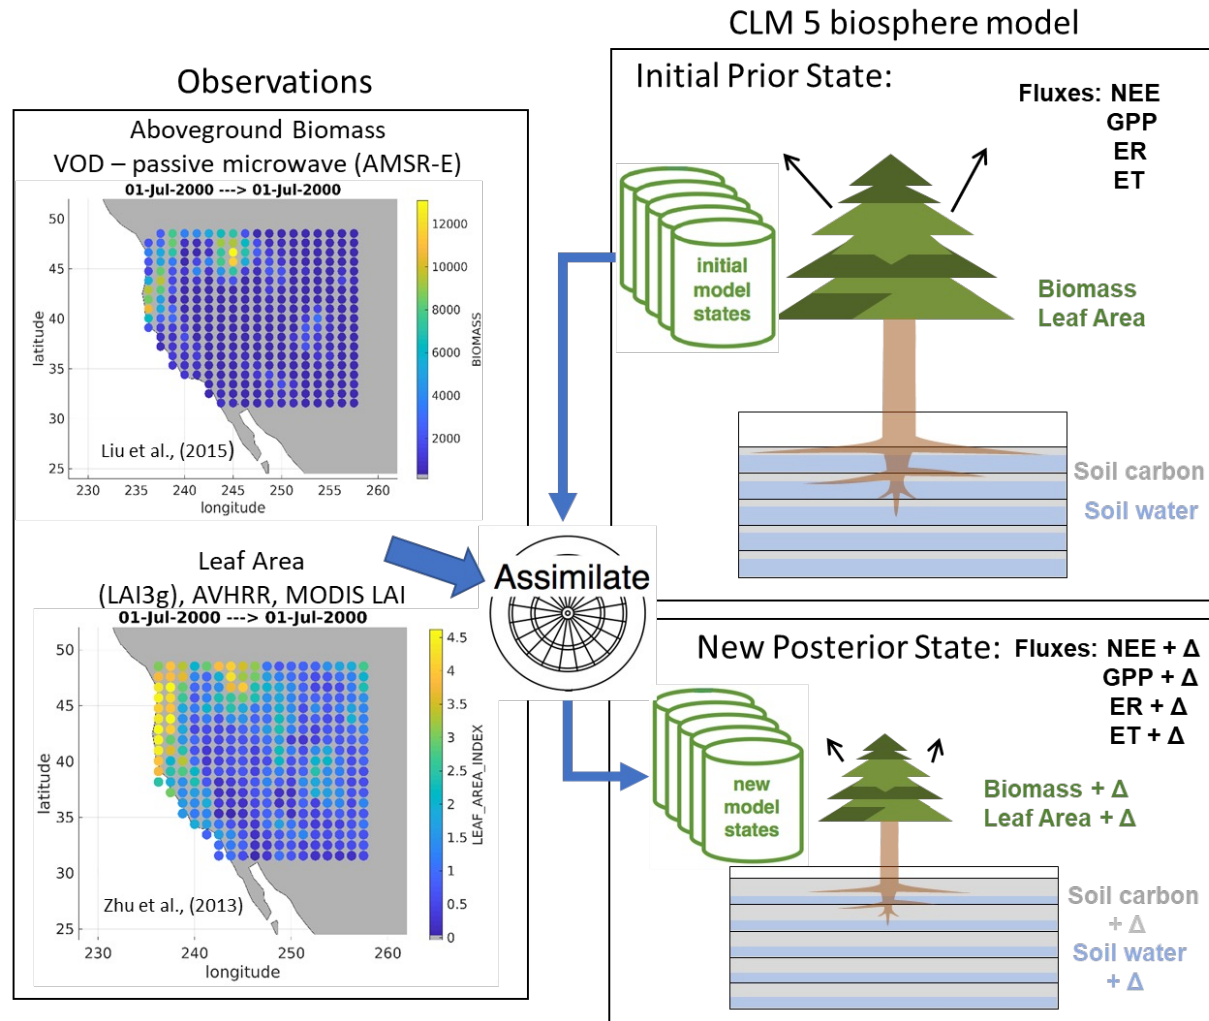 CLM 5 biosphere model
Observations
Aboveground Biomass
VOD – passive microwave (AMSR-E)
01-Jul-2000 ---> 01-Jul-2000
50
45
40
35
30
25
latitude
230
235
240
245
250
255
260
longitude
12000
10000
8000
6000
4000
2000
BIOMASS
Liu et al., (2015)
Leaf Area
(LAI3g), AVHRR, MODIS LAI
01-Jul-2000 ---> 01-Jul-2000
50
45
40
35
30
25
latitude
230
240
250
260
longitude
4.5
4
3.5
3
2.5
2
1.5
1
0.5
0
LEAF_AREA_INDEX
Zhu et al., (2013)
Assimilate
Initial Prior State:
Fluxes: NEE
GPP
ER
ET
initial
model
states
Biomass
Leaf Area
Soil carbon
Soil water
New Posterior State:
Fluxes: NEE + Δ
GPP + Δ
ER + Δ
ET + Δ
new
model
states
Biomass + Δ
Leaf Area + Δ
Soil carbon
+ Δ
Soil water
+ Δ